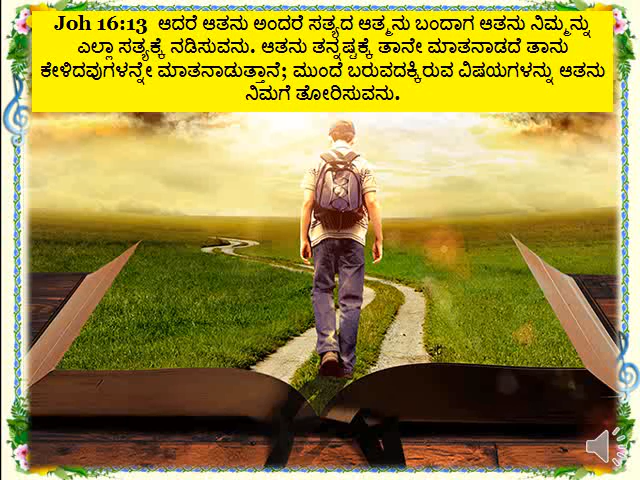 Joh 16:13 ಆದರೆ ಆತನು ಅಂದರೆ ಸತ್ಯದ ಆತ್ಮನು ಬಂದಾಗ ಆತನು ನಿಮ್ಮನ್ನು
ಎಲ್ಲಾ ಸತ್ಯಕ್ಕೆ ನಡಿಸುವನು. ಆತನು ತನ್ನಷ್ಟಕ್ಕೆ ತಾನೇ ಮಾತನಾಡದೆ ತಾನು
ಕೇಳಿದವುಗಳನ್ನೇ ಮಾತನಾಡುತ್ತಾನೆ; ಮುಂದೆ ಬರುವದಕ್ಕಿರುವ ವಿಷಯಗಳನ್ನು ಆತನು
ನಿಮಗೆ ತೋರಿಸುವನು.